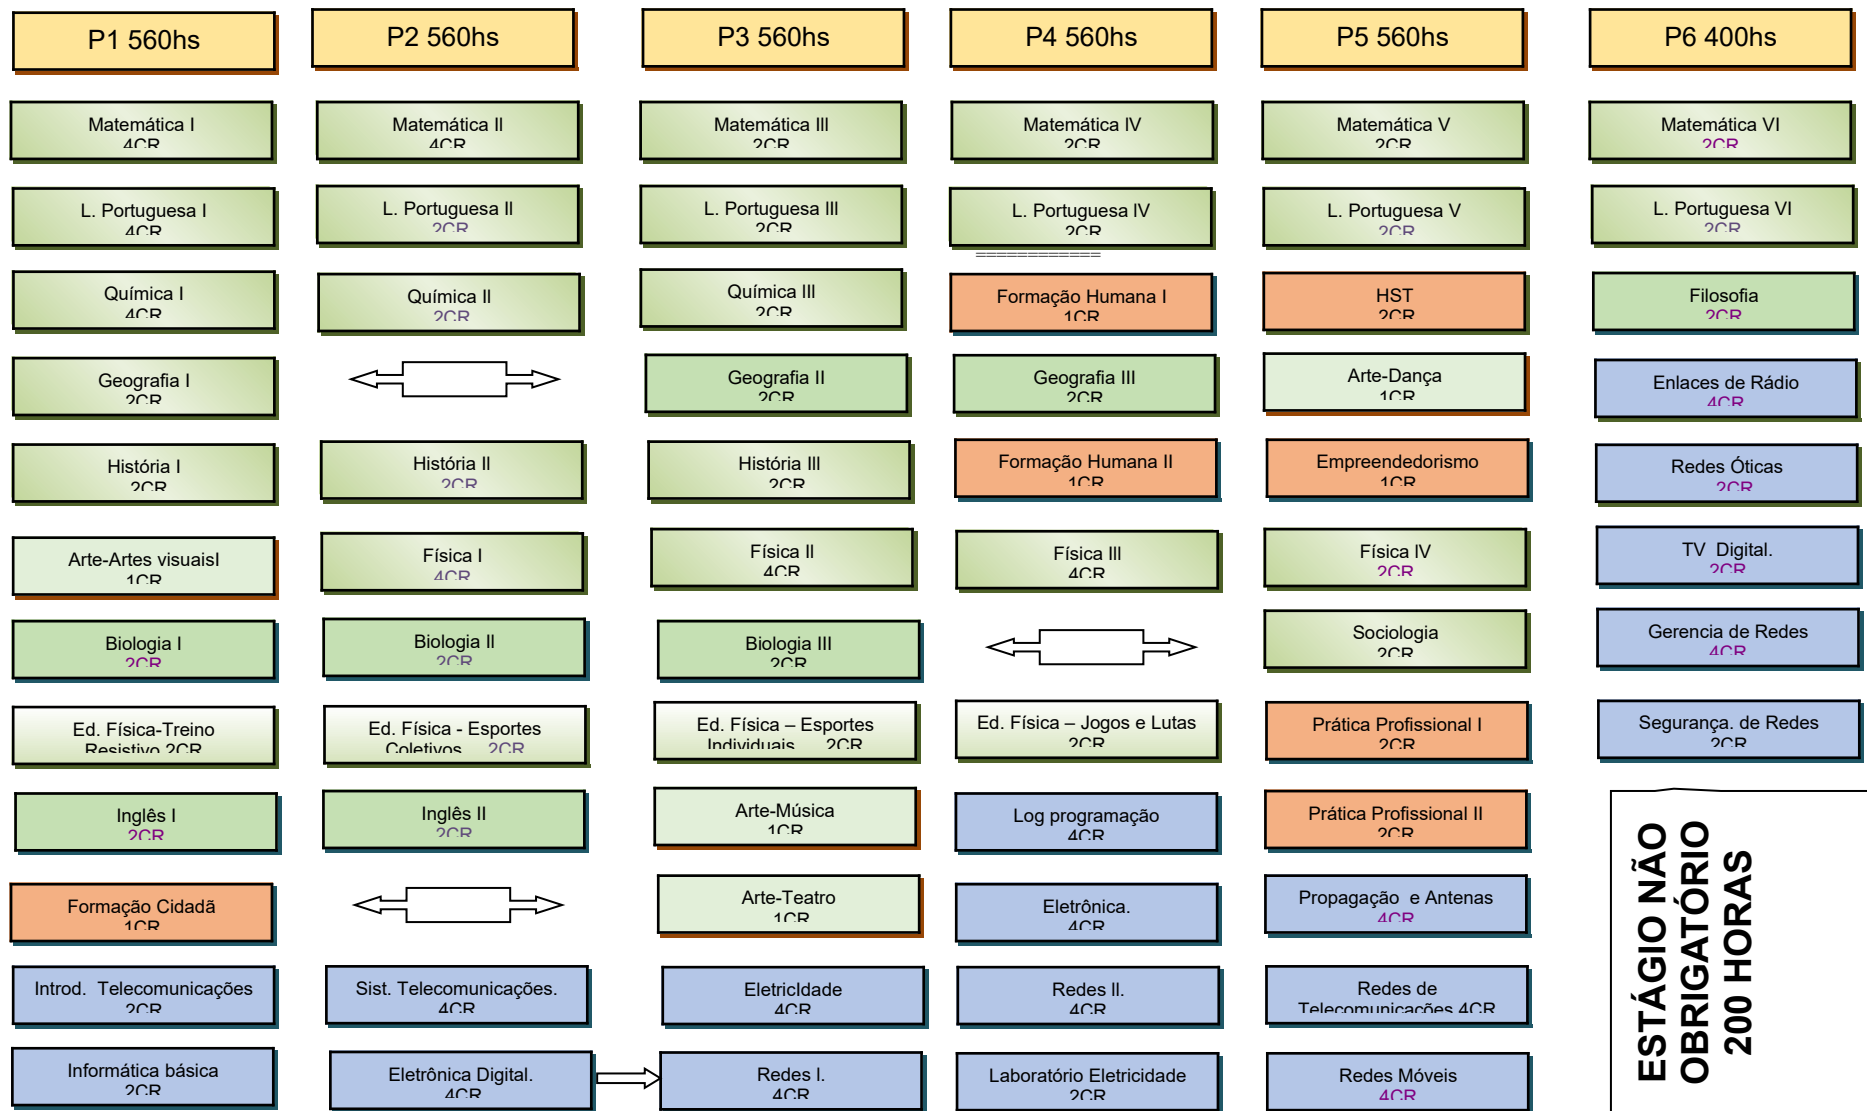 P1 560hs
P2 560hs
P3 560hs
P4 560hs
P5 560hs
P6 400hs
Matemática I
4CR
Matemática II
4CR
Matemática III
2CR
Matemática IV
2CR
Matemática V
2CR
Matemática VI
2CR
L. Portuguesa I
4CR
L. Portuguesa II
2CR
L. Portuguesa III
2CR
L. Portuguesa IV
2CR
============
L. Portuguesa V
2CR
L. Portuguesa VI
2CR
Química I
4CR
Química II
2CR
Química III
2CR
Formação Humana I
1CR
HST
2CR
Filosofia
2CR
Geografia I
2CR
Geografia II
2CR
Geografia III
2CR
Arte-Dança
1CR
Enlaces de Rádio
4CR
História I
2CR
História II
2CR
História III
2CR
Formação Humana II
1CR
Empreendedorismo
1CR
Redes Óticas
2CR
Arte-Artes visuaisI
1CR
Física I
4CR
Física II
4CR
Física III
4CR
Física IV
2CR
TV  Digital.
2CR
Biologia I
2CR
Biologia II
2CR
Biologia III
2CR
Sociologia
2CR
Gerencia de Redes
4CR
Ed. Física-Treino
Resistivo 2CR
Ed. Física - Esportes
Coletivos 2CR
Ed. Física – Esportes
Individuais 2CR
Ed. Física – Jogos e Lutas
2CR
Prática Profissional I
2CR
Segurança. de Redes
2CR
Inglês I
2CR
Inglês II
2CR
Arte-Música
1CR
Log programação
4CR
Prática Profissional II
2CR
Formação Cidadã
1CR
Arte-Teatro
1CR
Eletrônica.
4CR
Propagação  e Antenas
4CR
Introd.  Telecomunicações
2CR
Sist. Telecomunicações.
4CR
EletricIdade
4CR
Redes II.
4CR
Redes de
Telecomunicações 4CR
Informática básica
2CR
Eletrônica Digital.
4CR
Redes I.
4CR
Laboratório Eletricidade
2CR
Redes Móveis
4CR
ESTÁGIO NÃO
OBRIGATÓRIO
200 HORAS